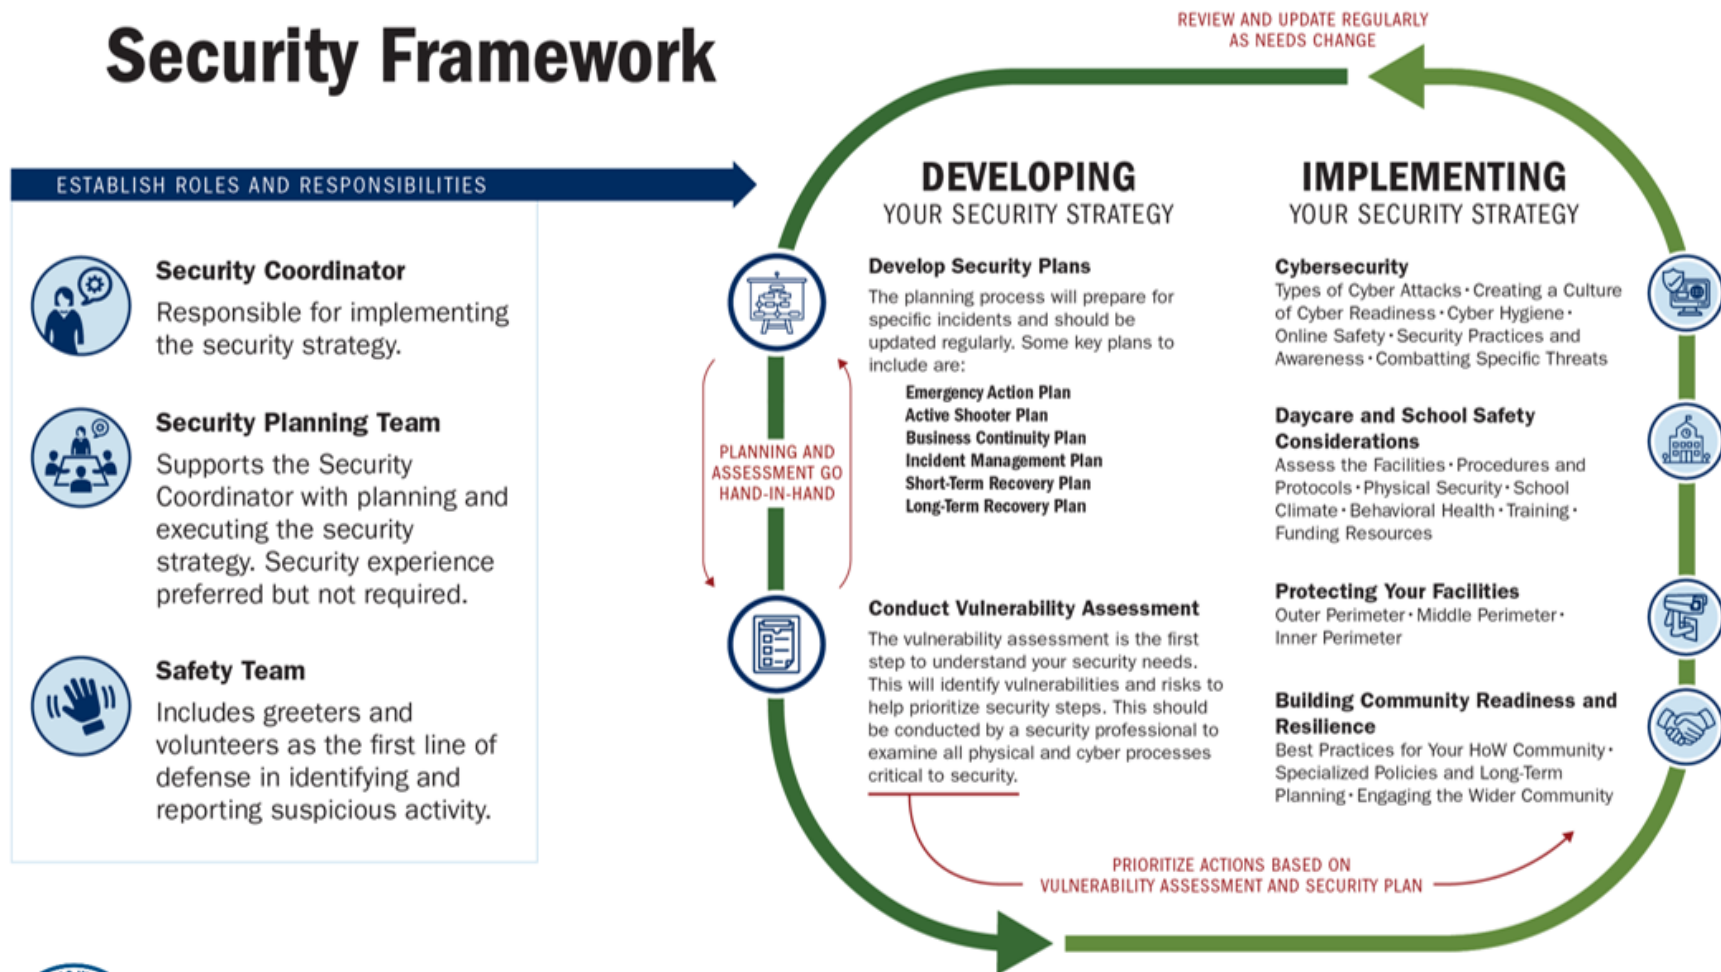 Security Framework
ESTABLISH ROLES AND RESPONSIBILITIES
Security Coordinator
Responsible for implementing
the security strategy.
Security Planning Team
Supports the Security
Coordinator with planning and
executing the security
strategy. Security experience
preferred but not required.
Safety Team
Includes greeters and
volunteers as the first line of
defense in identifying and
reporting suspicious activity.
REVIEW AND UPDATE REGULARLY
AS NEEDS CHANGE
DEVELOPING
YOUR SECURITY STRATEGY
Develop Security Plans
The planning process will prepare for
specific incidents and should be
updated regularly. Some key plans to
include are:
Emergency Action Plan
Active Shooter Plan
Business Continuity Plan
Incident Management Plan
Short-Term Recovery Plan
Long-Term Recovery Plan
PLANNING AND
ASSESSMENT GO
HAND-IN-HAND
Conduct Vulnerability Assessment
The vulnerability assessment is the first
step to understand your security needs.
This will identify vulnerabilities and risks to
help prioritize security steps. This should
be conducted by a security professional to
examine all physical and cyber processes
critical to security.
IMPLEMENTING
YOUR SECURITY STRATEGY
Cybersecurity
Types of Cyber Attacks • Creating a Culture
of Cyber Readiness • Cyber Hygiene •
Online Safety • Security Practices and
Awareness • Combatting Specific Threats
Daycare and School Safety
Considerations
Assess the Facilities • Procedures and
Protocols • Physical Security • School
Climate • Behavioral Health • Training •
Funding Resources
Protecting Your Facilities
Outer Perimeter • Middle Perimeter •
Inner Perimeter
Building Community Readiness and
Resilience
Best Practices for Your HoW Community •
Specialized Policies and Long-Term
Planning • Engaging the Wider Community
PRIORITIZE ACTIONS BASED ON
VULNERABILITY ASSESSMENT AND SECURITY PLAN